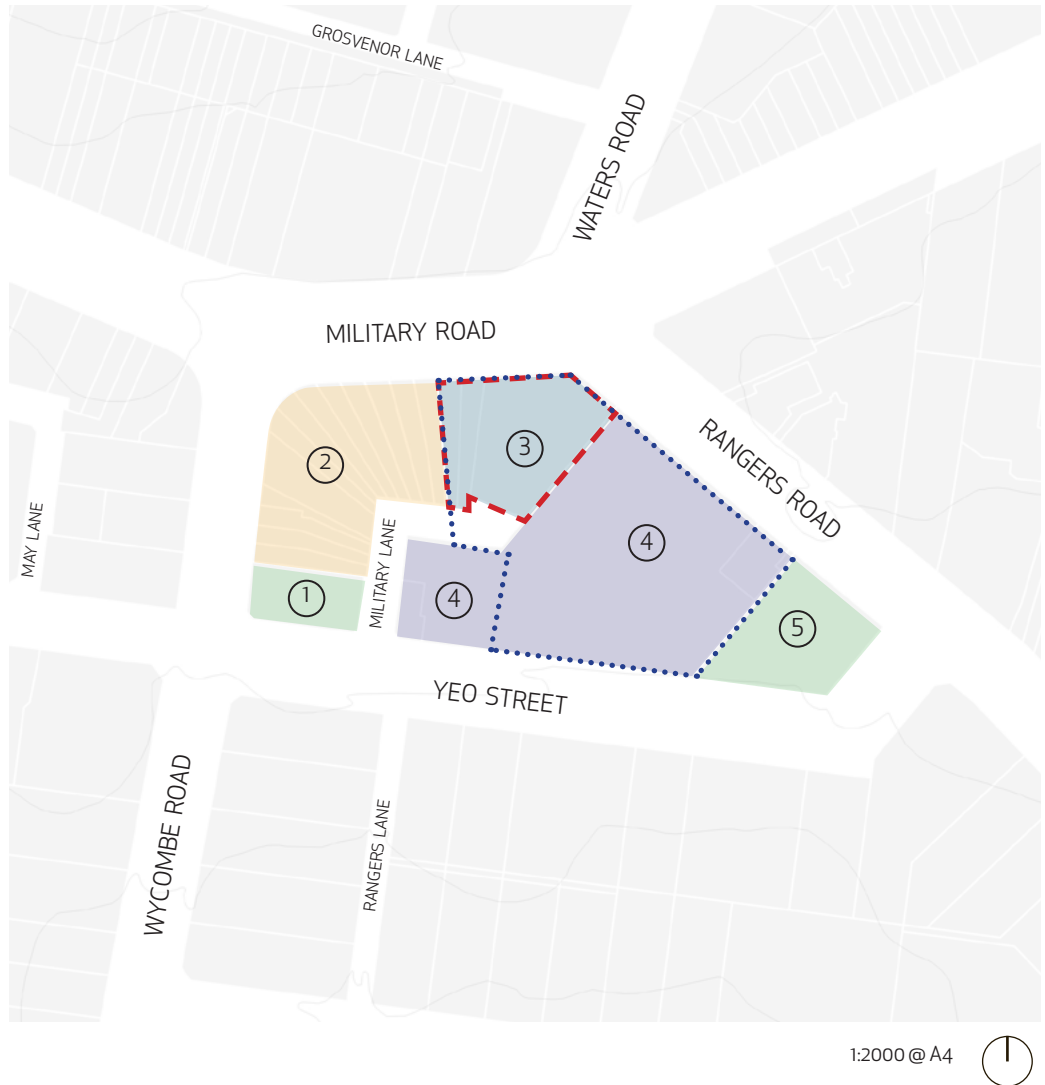 GROSVENOR LANE
WATERS ROAD
MILITARY ROAD
RANGERS ROAD
3
2
4
MAY LANE
MILITARY LANE
1
4
5
YEO STREET
WYCOMBE ROAD
RANGERS LANE
1:2000 @ A4